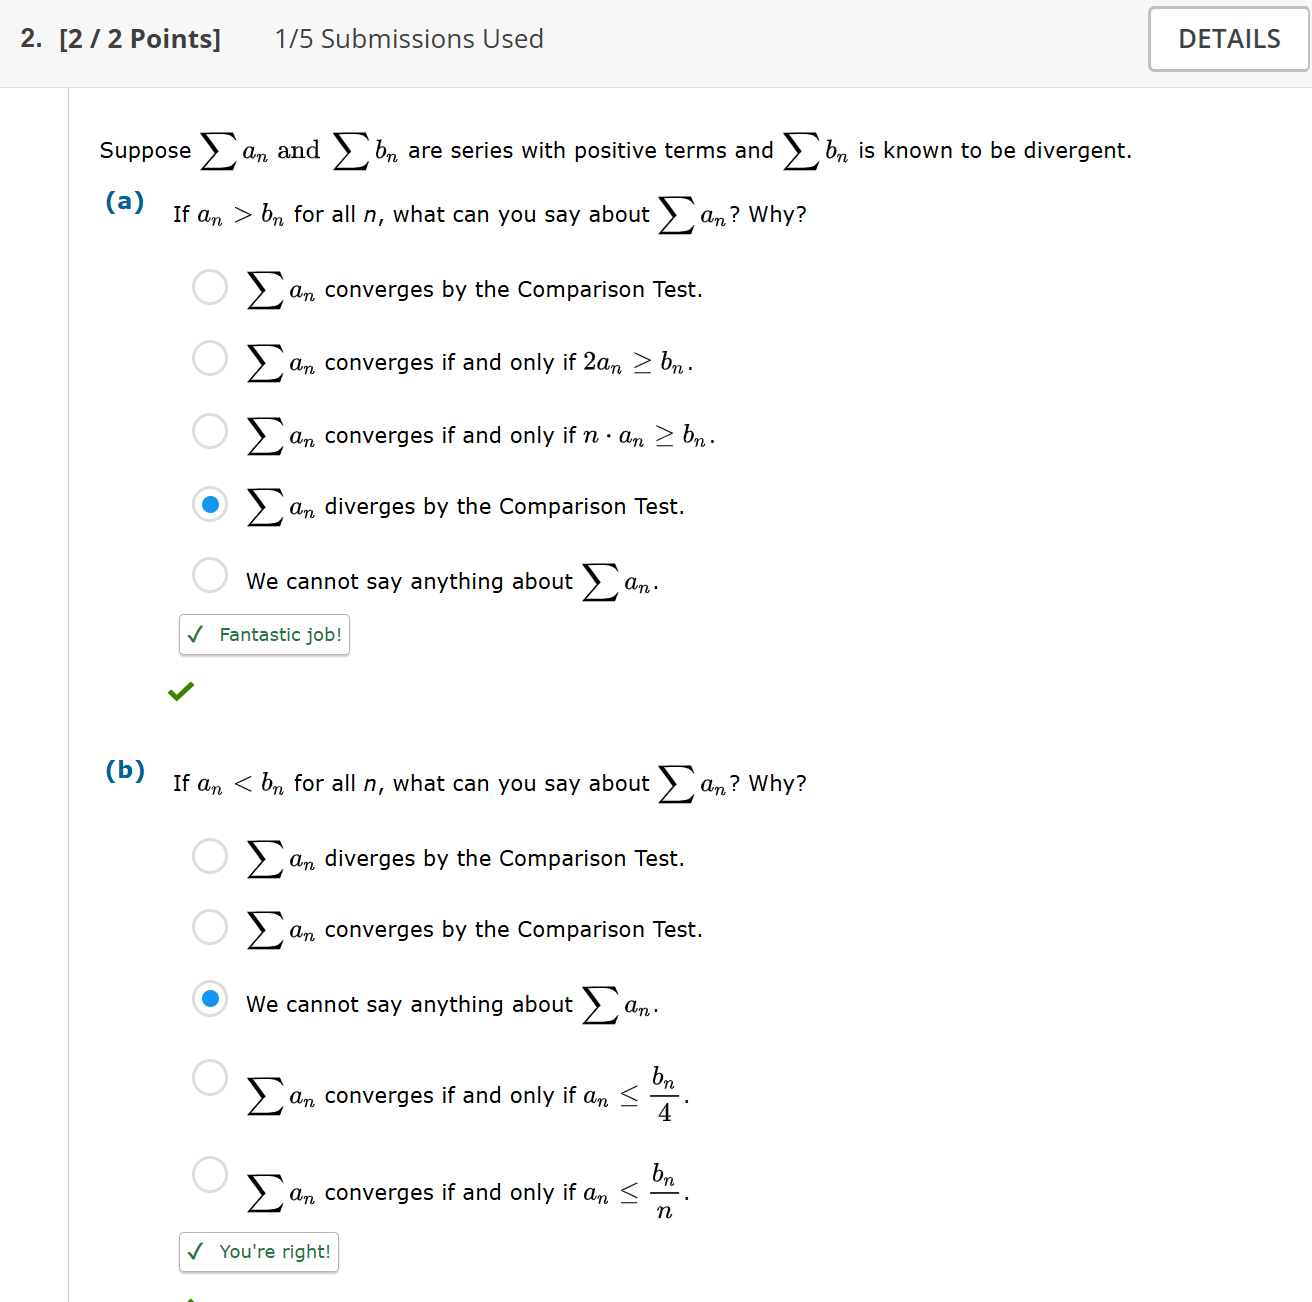 2. [2 / 2 Points] 1/5 Submissions Used DETAILS
Suppose ∑ aₙ and ∑ bₙ are series with positive terms and ∑ bₙ is known to be divergent.
(a) If aₙ > bₙ for all n, what can you say about ∑ aₙ? Why?
∑ aₙ converges by the Comparison Test.
∑ aₙ converges if and only if 2aₙ ≥ bₙ.
∑ aₙ converges if and only if n · aₙ ≥ bₙ.
∑ aₙ diverges by the Comparison Test.
We cannot say anything about ∑ aₙ.
✓ Fantastic job!
(b) If aₙ < bₙ for all n, what can you say about ∑ aₙ? Why?
∑ aₙ diverges by the Comparison Test.
∑ aₙ converges by the Comparison Test.
We cannot say anything about ∑ aₙ.
∑ aₙ converges if and only if aₙ ≤ bₙ/4.
∑ aₙ converges if and only if aₙ ≤ bₙ/n.
✓ You're right!